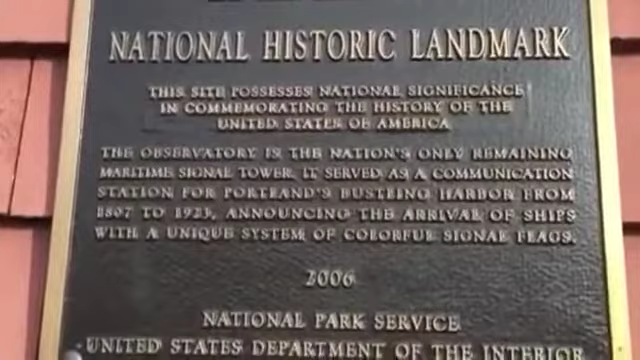 NATIONAL HISTORIC LANDMARK
THIS SITE POSSESSES NATIONAL SIGNIFICANCE
IN COMMEMORATING THE HISTORY OF THE
UNITED STATES OF AMERICA
THE OBSERVATORY IS THE NATION'S ONLY REMAINING
MARITIME SIGNAL TOWER. IT SERVED AS A COMMUNICATION
STATION FOR PORTLAND'S BUSTLING HARBOR FROM
1807 TO 1923, ANNOUNCING THE ARRIVAL OF SHIPS
WITH A UNIQUE SYSTEM OF COLORFUL SIGNAL FLAGS.
2006
NATIONAL PARK SERVICE
UNITED STATES DEPARTMENT OF THE INTERIOR